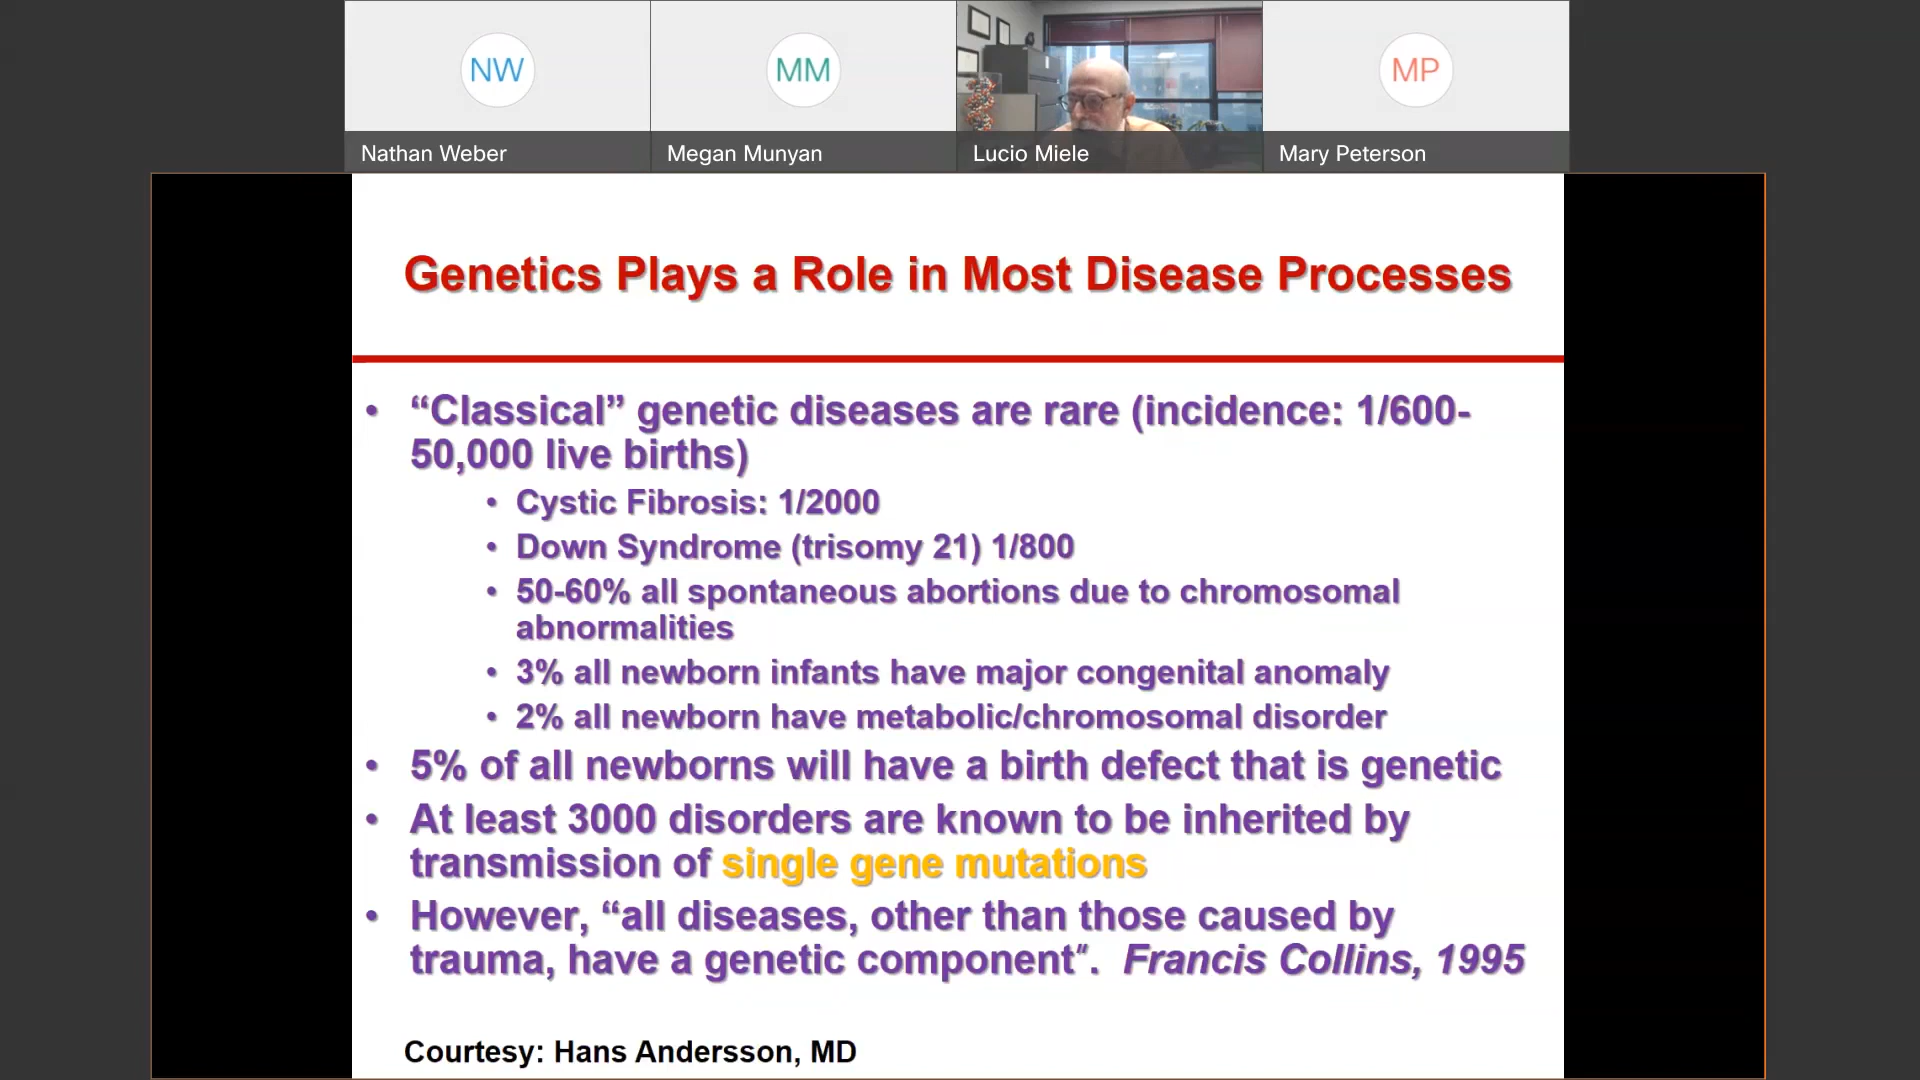 NW
MM
MP
Nathan Weber
Megan Munyan
Lucio Miele
Mary Peterson
Genetics Plays a Role in Most Disease Processes
• “Classical” genetic diseases are rare (incidence: 1/600-
50,000 live births)
• Cystic Fibrosis: 1/2000
• Down Syndrome (trisomy 21) 1/800
• 50-60% all spontaneous abortions due to chromosomal
abnormalities
• 3% all newborn infants have major congenital anomaly
• 2% all newborn have metabolic/chromosomal disorder
• 5% of all newborns will have a birth defect that is genetic
• At least 3000 disorders are known to be inherited by
transmission of single gene mutations
• However, “all diseases, other than those caused by
trauma, have a genetic component”. Francis Collins, 1995
Courtesy: Hans Andersson, MD